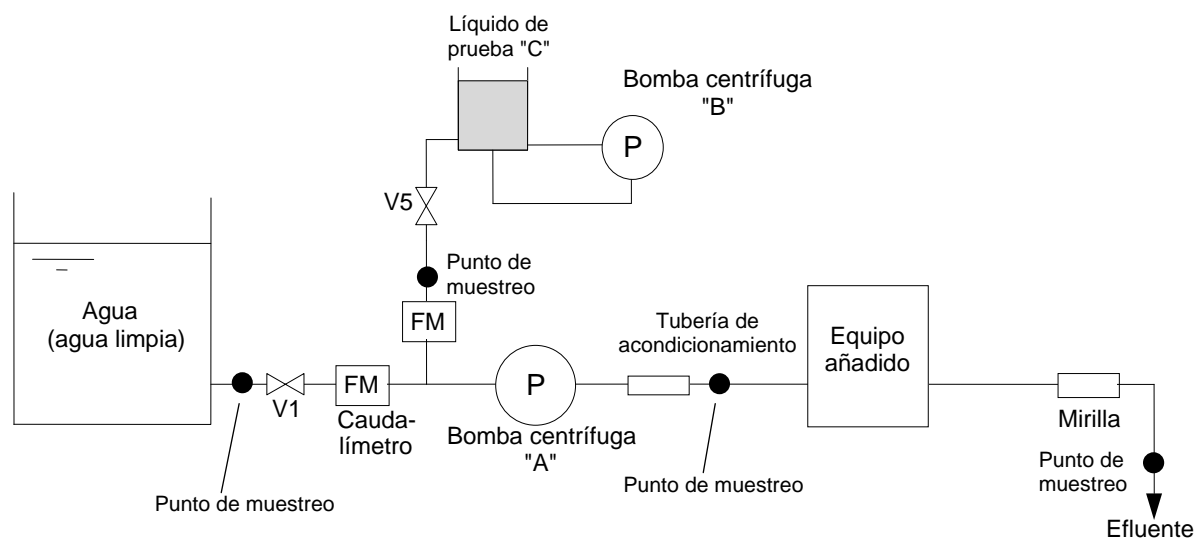 Líquido de
prueba "C"
Bomba centrífuga
"B"
P
V5
Punto de
muestreo
FM
Agua
(agua limpia)
V1
FM
Cauda-
límetro
Punto de muestreo
P
Bomba centrífuga
"A"
Tubería de
acondicionamiento
Punto de muestreo
Equipo
añadido
Mirilla
Punto de
muestreo
Efluente